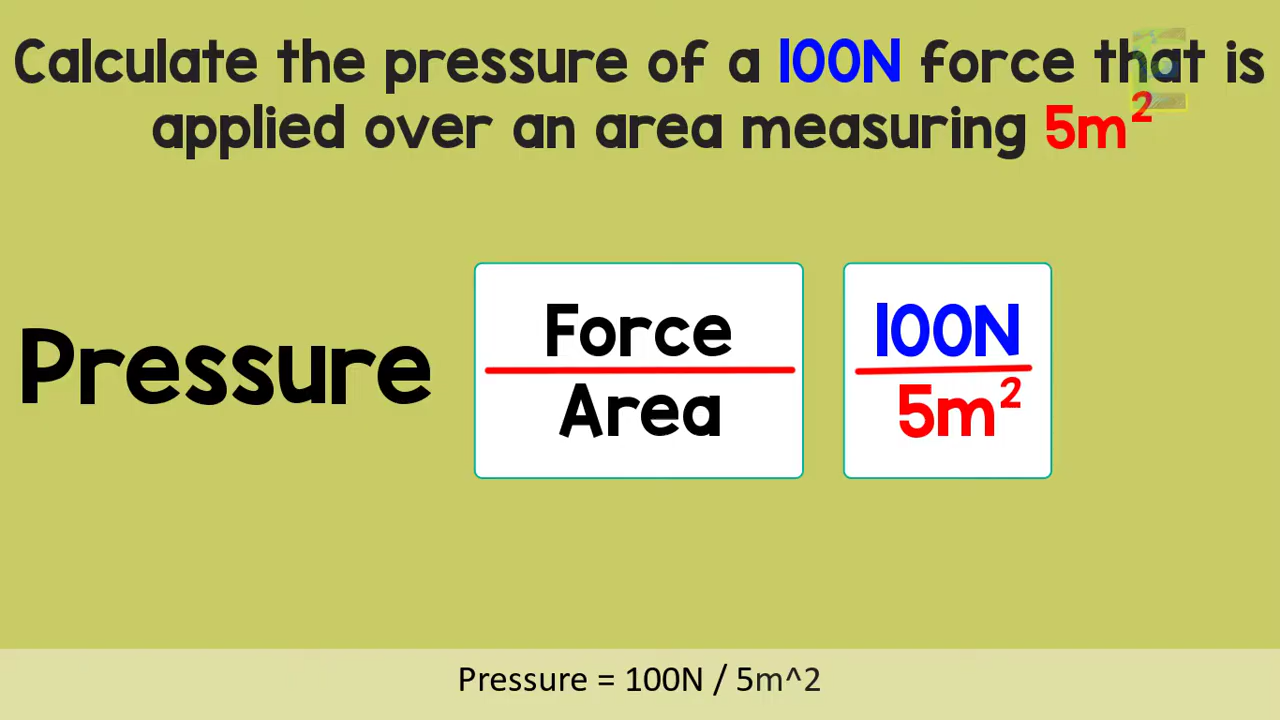 Calculate the pressure of a 100N force that is
applied over an area measuring 5m²
Pressure
Force
Area
100N
5m²
Pressure = 100N / 5m^2